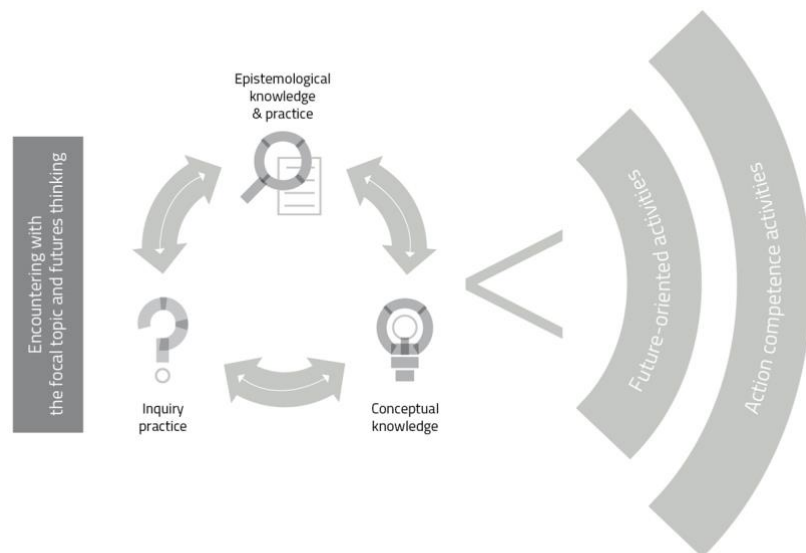 Encountering with
the focal topic and futures thinking
Epistemological
knowledge
& practice
Inquiry
practice
Conceptual
knowledge
Future-oriented activities
Action competence activities